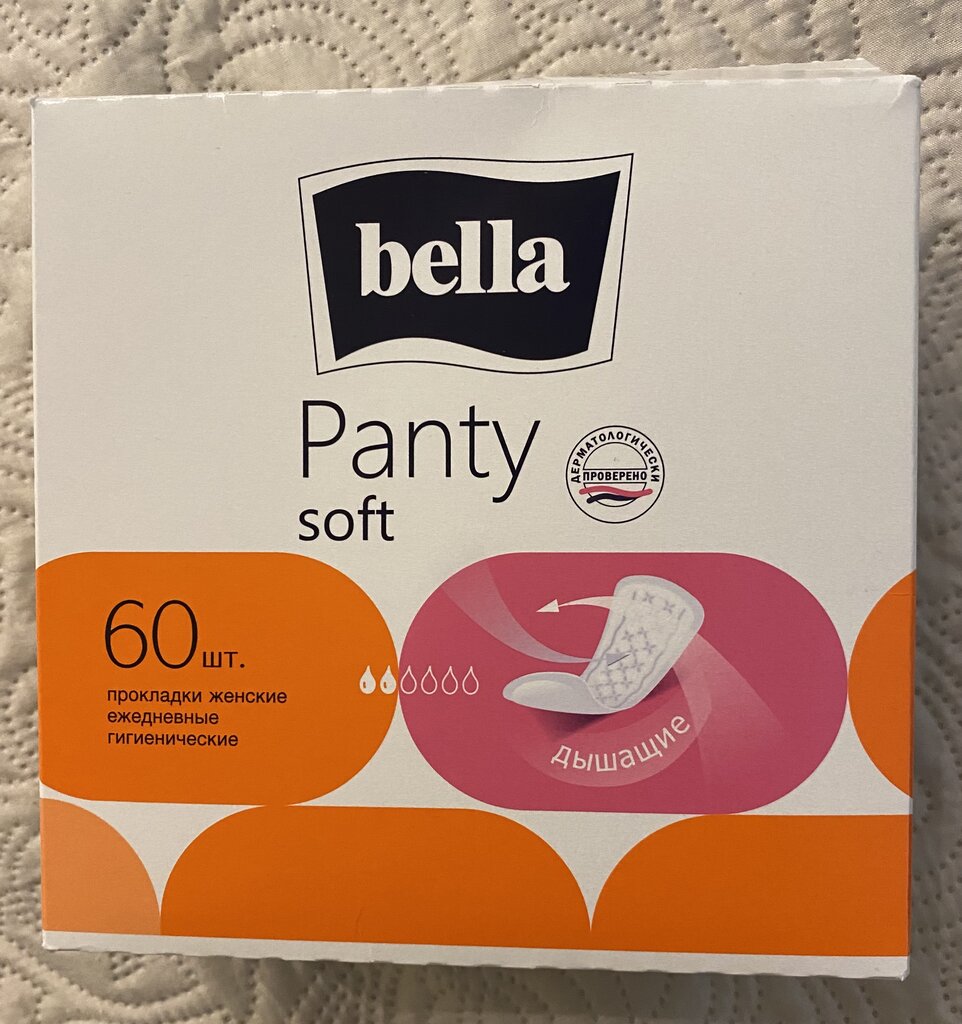 bella
Panty
soft
ДЕРМАТОЛОГИЧЕСКИ
ПРОВЕРЕНО
60 шт.
прокладки женские
ежедневные
гигиенические
дышащие